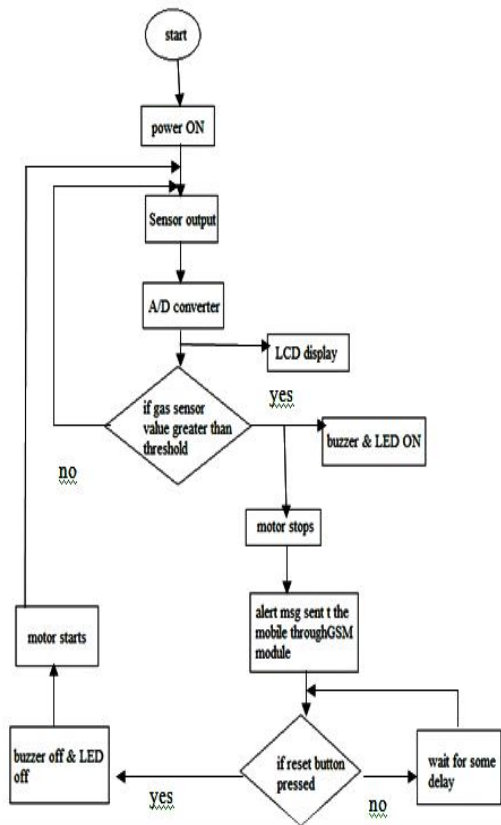 start
power ON
Sensor output
A/D converter
LCD display
if gas sensor
value greater than
threshold
yes
no
buzzer & LED ON
motor stops
alert msg sent t the
mobile throughGSM
module
motor starts
buzzer off & LED
off
if reset button
pressed
wait for some
delay
yes
no